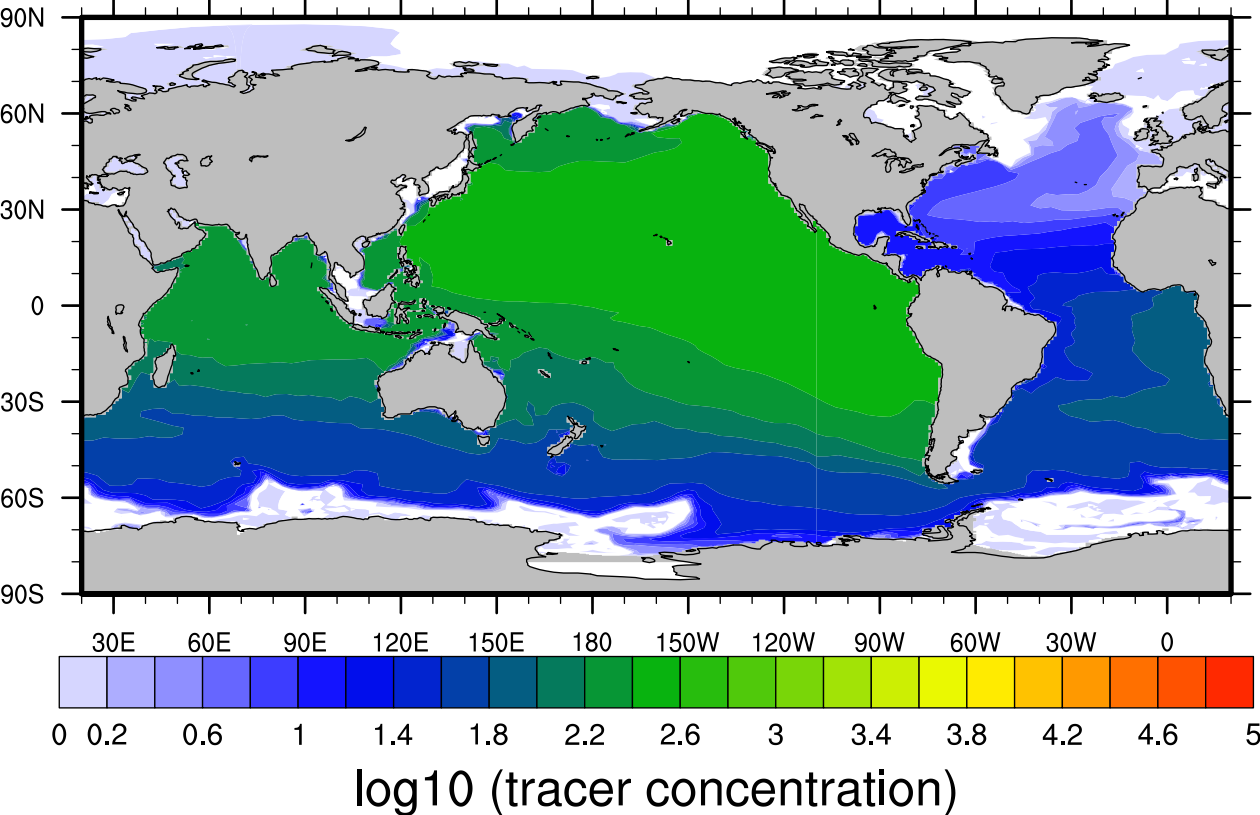 90N
60N
30N
0
30S
60S
90S
30E 60E 90E 120E 150E 180 150W 120W 90W 60W 30W 0
0 0.2 0.6 1 1.4 1.8 2.2 2.6 3 3.4 3.8 4.2 4.6 5
log10 (tracer concentration)